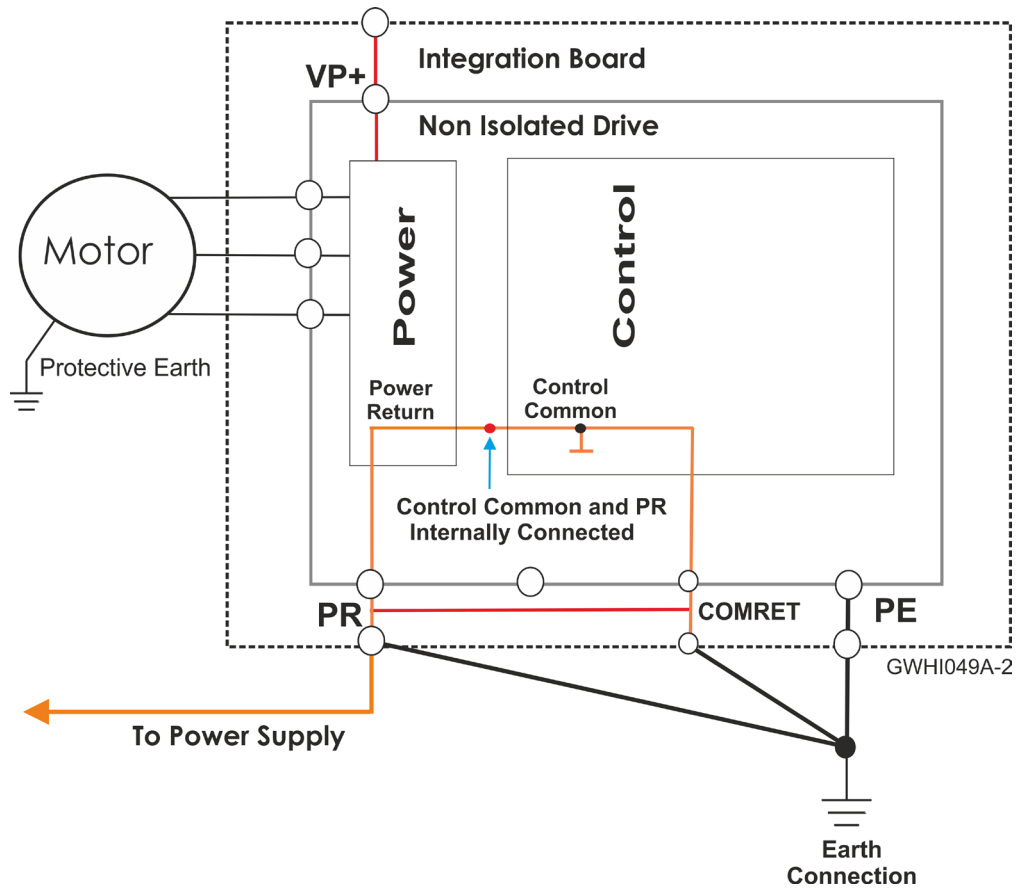 Integration Board
VP+
Non Isolated Drive
Motor
Power
Control
Protective Earth
Power
Return
Control
Common
Control Common and PR
Internally Connected
PR
COMRET
PE
GWHI049A-2
To Power Supply
Earth
Connection